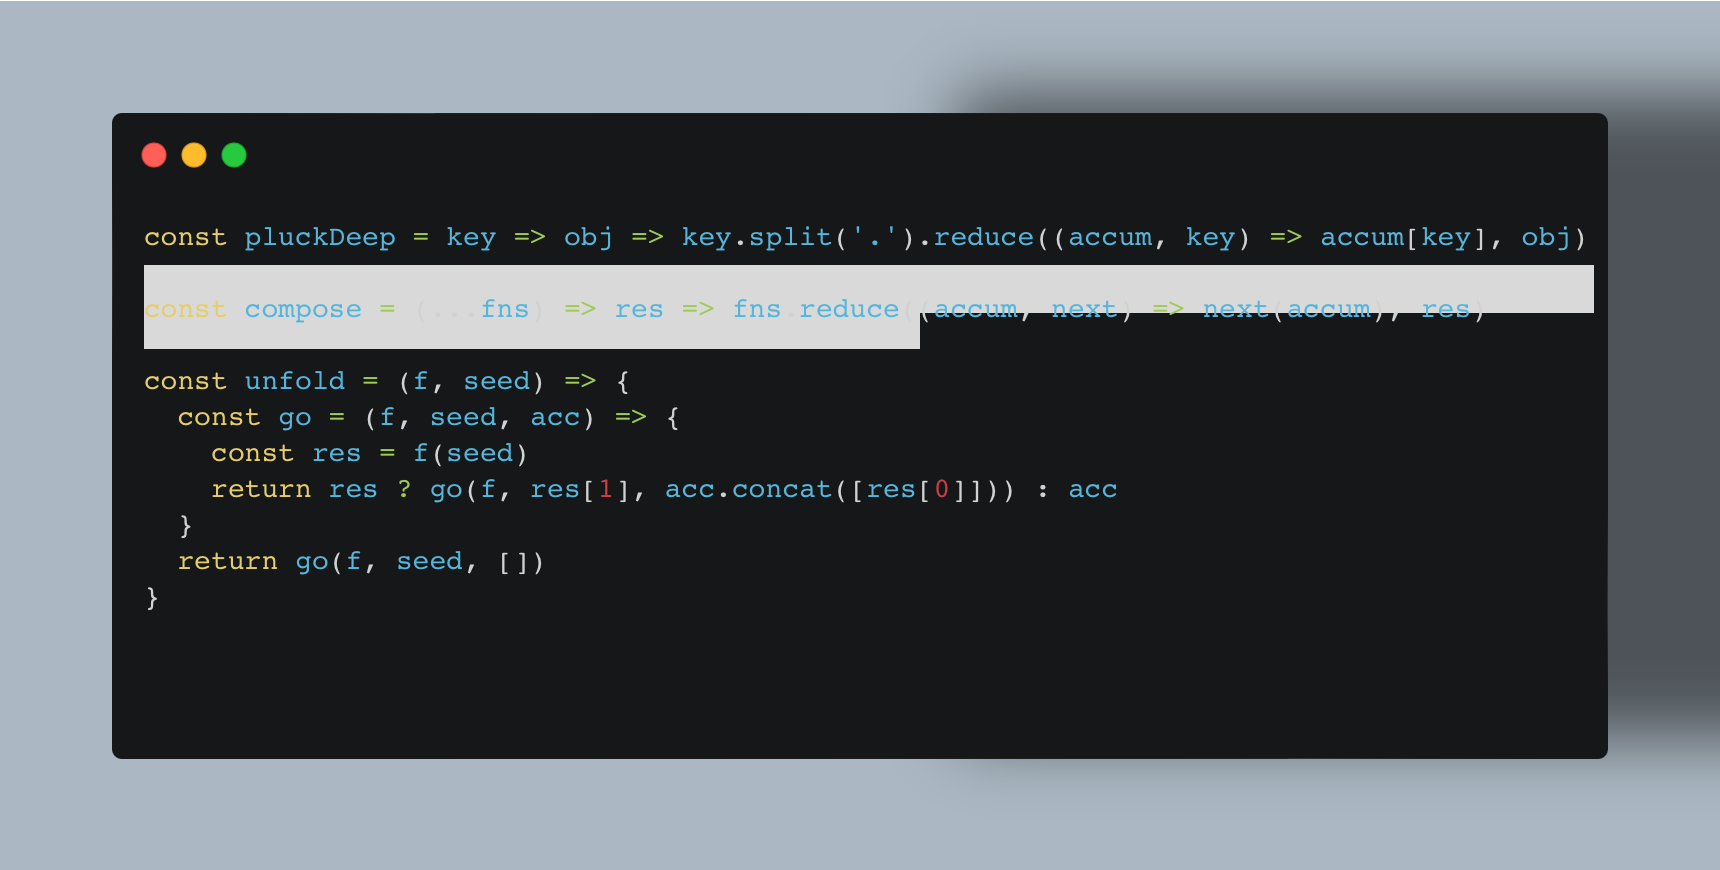 const pluckDeep = key => obj => key.split('.').reduce((accum, key) => accum[key], obj)
const compose = (...fns) => res => fns.reduce((accum, next) => next(accum), res)
const unfold = (f, seed) => {
const go = (f, seed, acc) => {
const res = f(seed)
return res ? go(f, res[1], acc.concat([res[0]])) : acc
}
return go(f, seed, [])
}